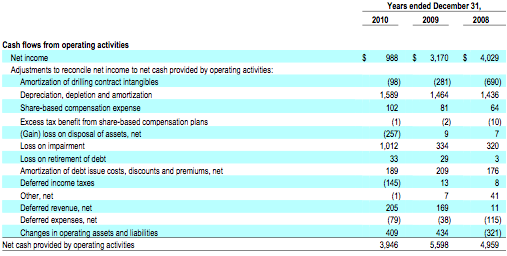 Years ended December 31,
2010 2009 2008
Cash flows from operating activities
Net income $ 988 $ 3,170 $ 4,029
Adjustments to reconcile net income to net cash provided by operating activities:
Amortization of drilling contract intangibles (98) (281) (690)
Depreciation, depletion and amortization 1,589 1,464 1,436
Share-based compensation expense 102 81 64
Excess tax benefit from share-based compensation plans (1) (2) (10)
(Gain) loss on disposal of assets, net (257) 9 7
Loss on impairment 1,012 334 320
Loss on retirement of debt 33 29 3
Amortization of debt issue costs, discounts and premiums, net 189 209 176
Deferred income taxes (145) 13 8
Other, net (1) 7 41
Deferred revenue, net 205 169 11
Deferred expenses, net (79) (38) (115)
Changes in operating assets and liabilities 409 434 (321)
Net cash provided by operating activities 3,946 5,598 4,959